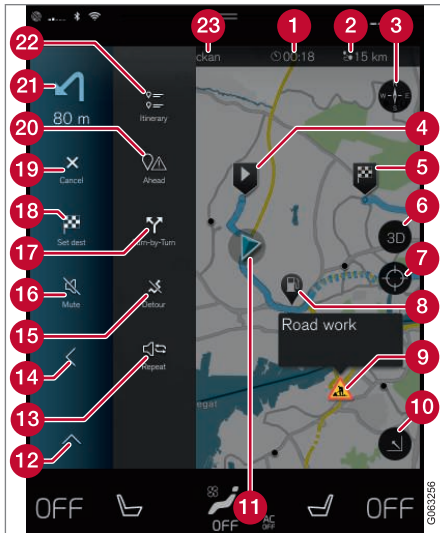 23
1
2
3
22
ckan
00:18
15 km
21
W E
S
80 m
Itinerary
4
20
19
Cancel
Ahead
5
18
17
6
3D
Set dest
Turn-by-Turn
7
16
15
8
Mute
Detour
Road work
14
9
13
Repeat
egat
10
12
11
OFF
OFF
AC
OFF
OFF
G063256